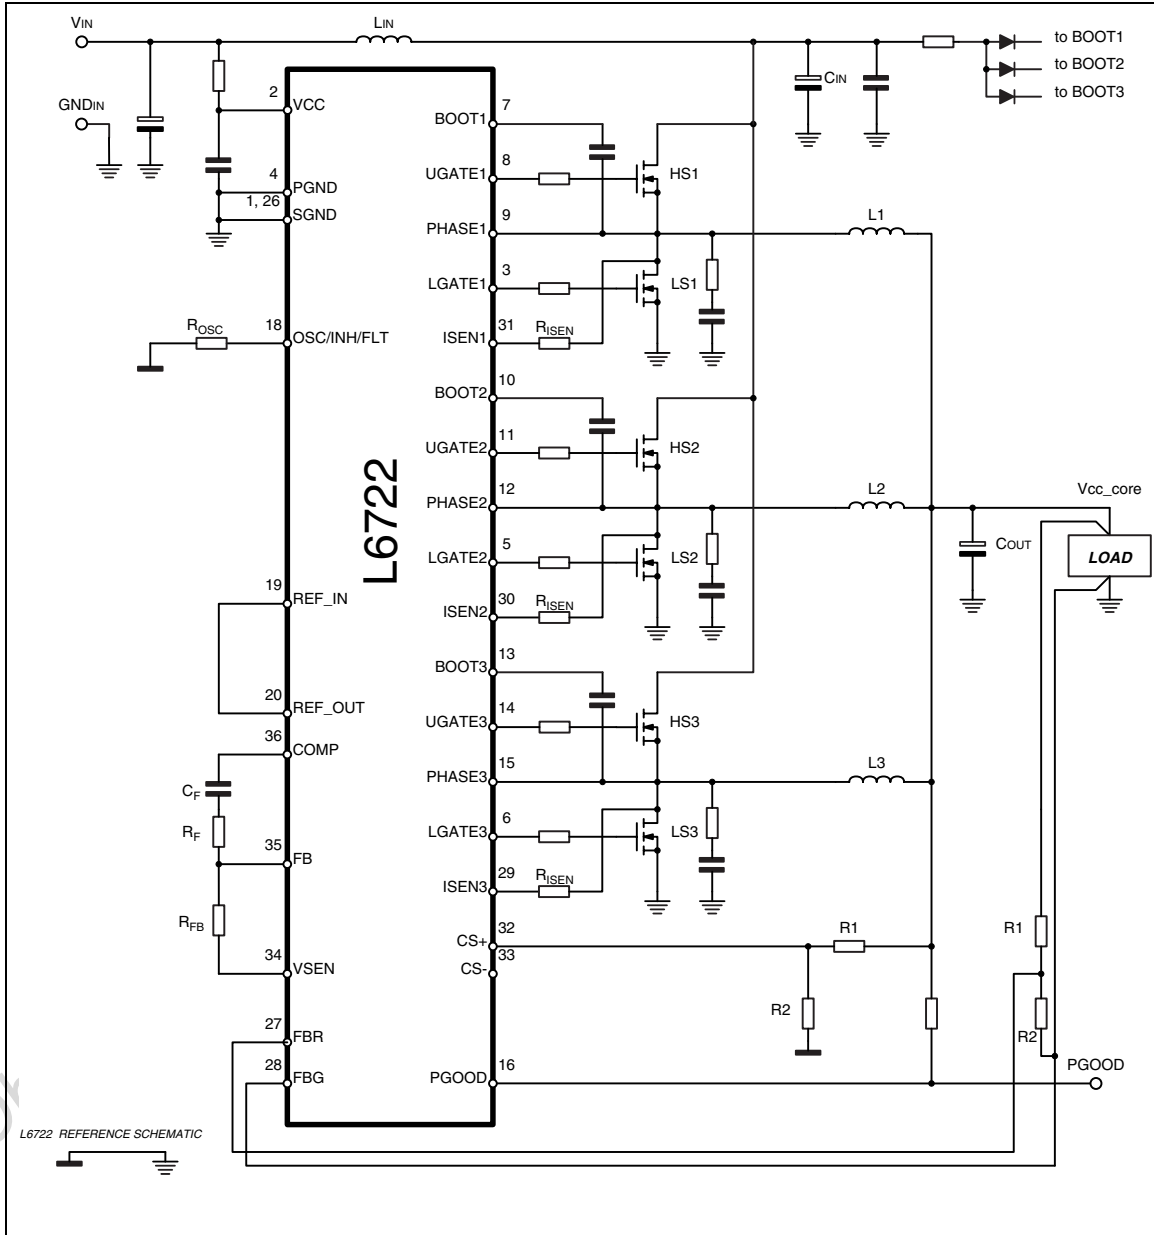 VIN
LIN
to BOOT1
to BOOT2
to BOOT3
CIN
GNDIN
2
VCC
7
BOOT1
8
UGATE1
HS1
4
PGND
1, 26
SGND
9
PHASE1
L1
3
LGATE1
LS1
18
OSC/INH/FLT
ROSC
31
ISEN1
RISEN
10
BOOT2
11
UGATE2
HS2
L6722
12
PHASE2
L2
Vcc_core
5
LGATE2
LS2
COUT
LOAD
19
REF_IN
30
ISEN2
RISEN
13
BOOT3
20
REF_OUT
14
UGATE3
HS3
36
COMP
15
PHASE3
L3
CF
RF
6
LGATE3
LS3
35
FB
29
ISEN3
RISEN
RFB
32
CS+
R1
R1
33
CS-
34
VSEN
R2
R2
27
FBR
28
FBG
16
PGOOD
PGOOD
L6722 REFERENCE SCHEMATIC